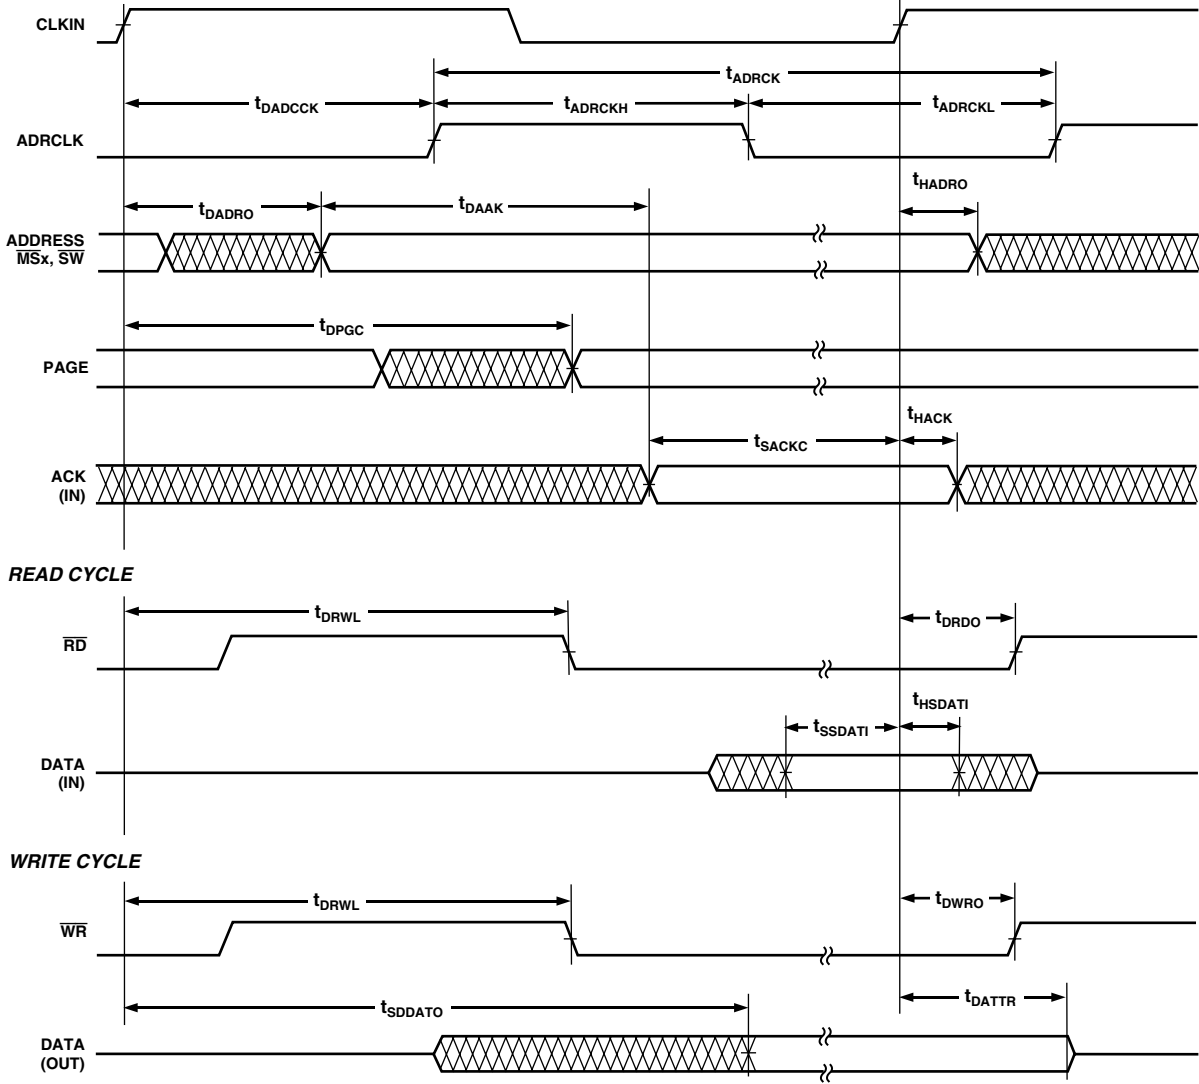 CLKIN
tADRCK
tDADCCK
tADRCKH
tADRCKL
ADRCLK
tHADRO
tDADRO
tDAAK
ADDRESS
MSx, SW
tDPGC
PAGE
tHACK
tSACKC
ACK
(IN)
READ CYCLE
tDRWL
tDRDO
RD
tHSDATI
tSSDATI
DATA
(IN)
WRITE CYCLE
tDRWL
tDWRO
WR
tSDDATO
tDATTR
DATA
(OUT)